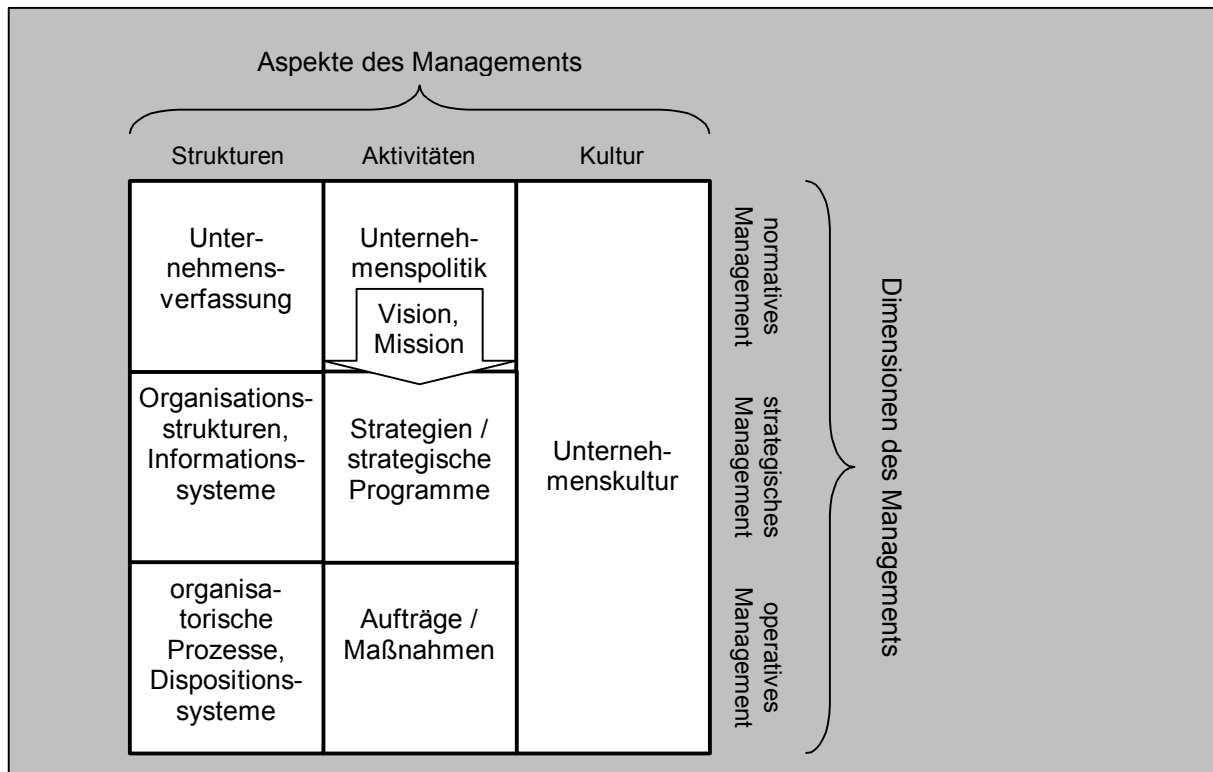 Aspekte des Managements
Strukturen
Aktivitäten
Kultur
Unter-
nehmens-
verfassung
Unterneh-
menspolitik
Vision,
Mission
normatives
Management
Organisations-
strukturen,
Informations-
systeme
Strategien /
strategische
Programme
Unterneh-
menskultur
strategisches
Management
organisa-
torische
Prozesse,
Dispositions-
systeme
Aufträge /
Maßnahmen
operatives
Management
Dimensionen des Managements